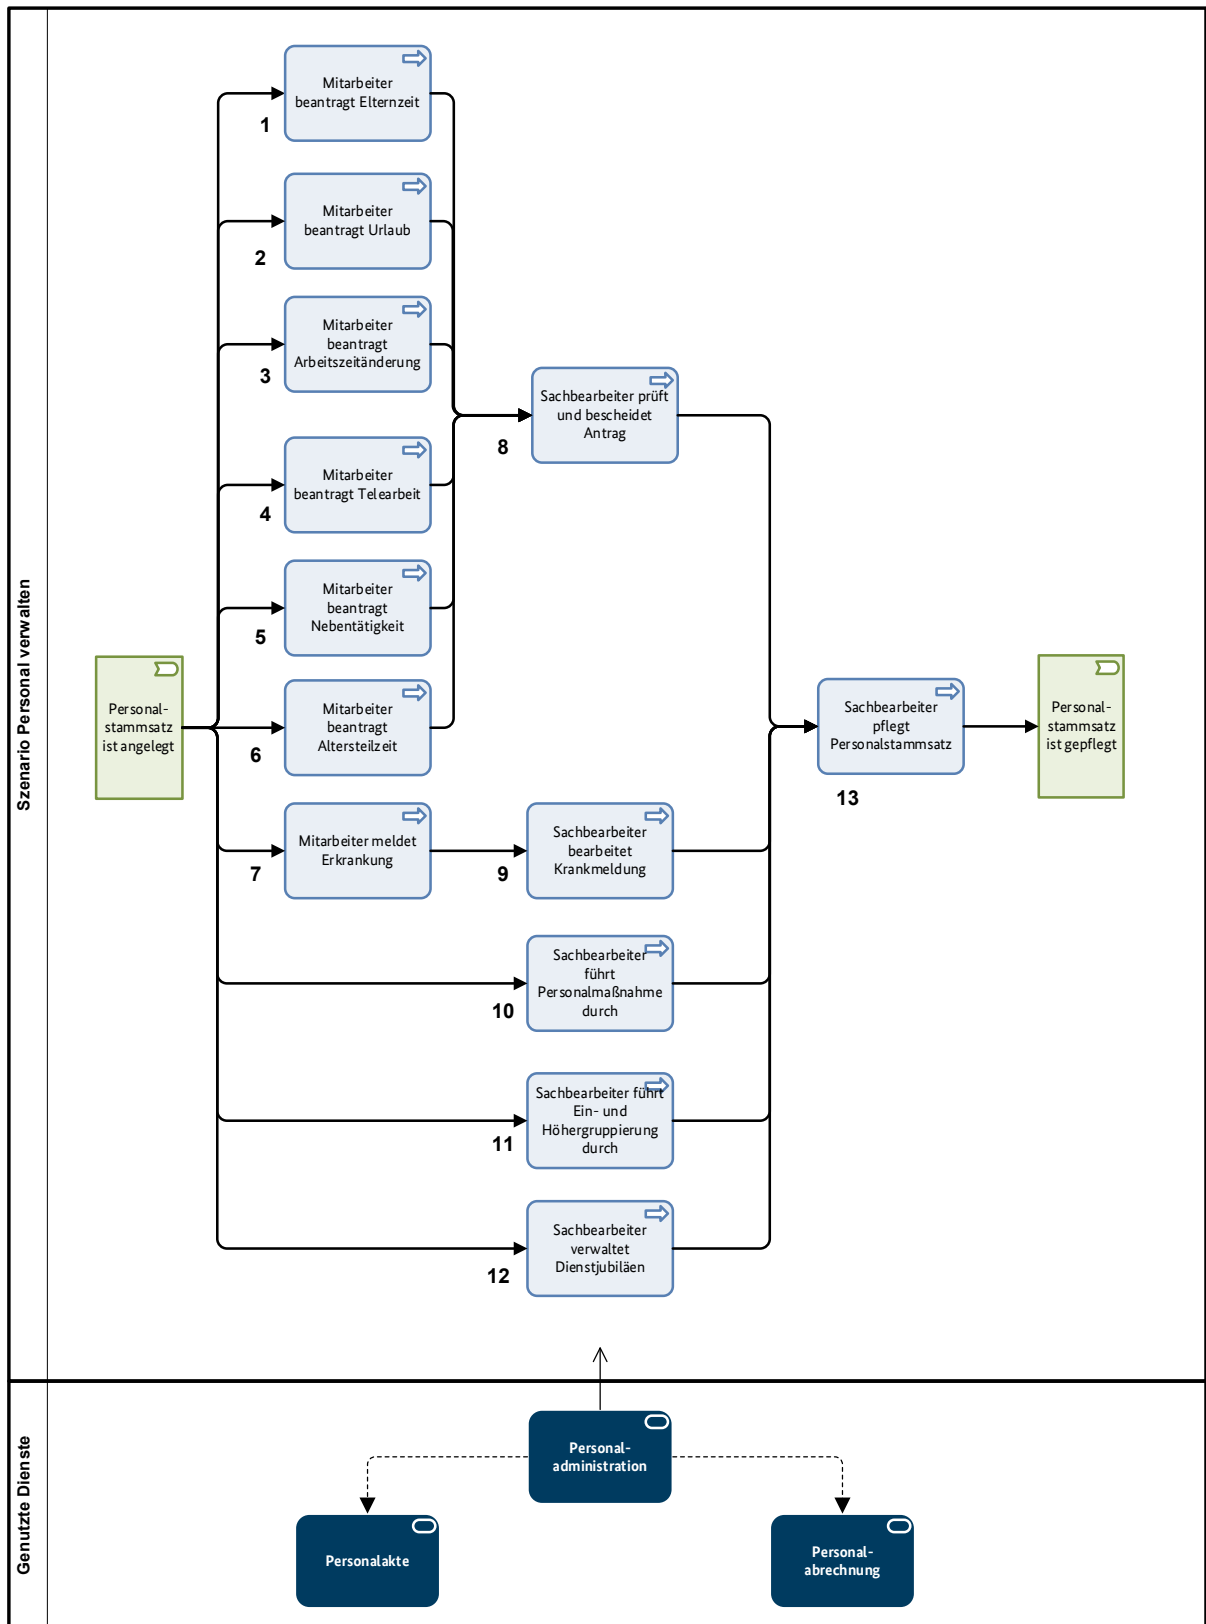 Szenario Personal verwalten
Personal-
stammsatz
ist angelegt
Mitarbeiter
beantragt Elternzeit
1
Mitarbeiter
beantragt Urlaub
2
Mitarbeiter
beantragt
Arbeitszeitänderung
3
Mitarbeiter
beantragt Telearbeit
4
Mitarbeiter
beantragt
Nebentätigkeit
5
Mitarbeiter
beantragt
Altersteilzeit
6
Mitarbeiter meldet
Erkrankung
7
Sachbearbeiter prüft
und bescheidet
Antrag
8
Sachbearbeiter
bearbeitet
Krankmeldung
9
Sachbearbeiter
führt
Personalmaßnahme
durch
10
Sachbearbeiter führt
Ein- und
Höhergruppierung
durch
11
Sachbearbeiter
verwaltet
Dienstjubiläen
12
Sachbearbeiter
pflegt
Personalstammsatz
13
Personal-
stammsatz
ist gepflegt
Genutzte Dienste
Personal-
administration
Personalakte
Personal-
abrechnung